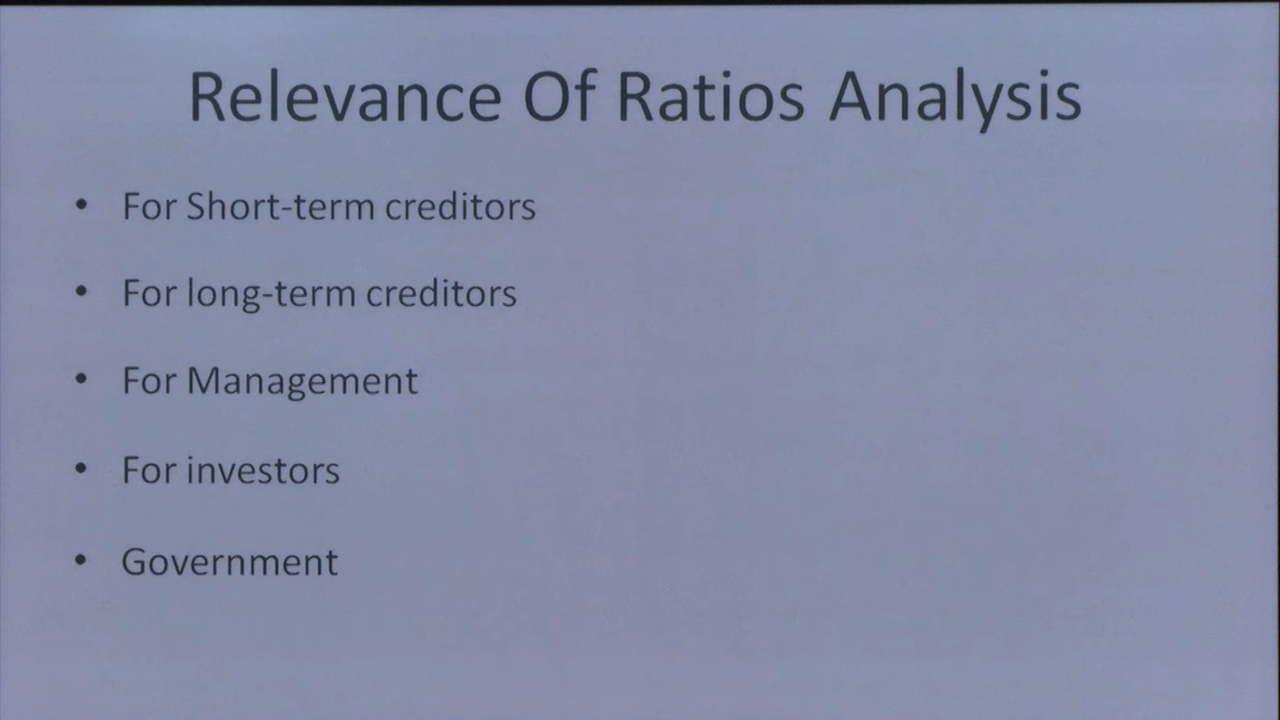 Relevance Of Ratios Analysis
• For Short-term creditors
• For long-term creditors
• For Management
• For investors
• Government